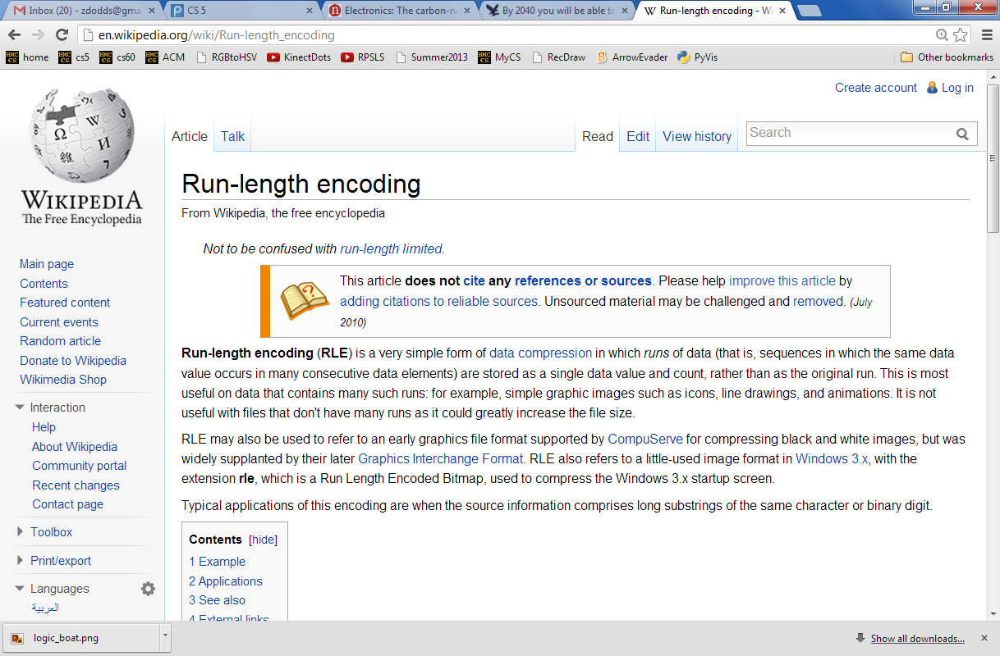 Inbox (20) - zdodds@gma
CS 5
Electronics: The carbon-n
By 2040 you will be able to
Run-length encoding - Wi
en.wikipedia.org/wiki/Run-length_encoding
HMC CS home HMC CS cs5 HMC CS cs60 HMC CS ACM RGBtoHSV KinectDots RPSLS Summer2013 HMC CS MyCS RecDraw ArrowEvader PyVis Other bookmarks
Create account Log in
Article Talk Read Edit View history Search
WIKIPEDIA
The Free Encyclopedia
Main page
Contents
Featured content
Current events
Random article
Donate to Wikipedia
Wikimedia Shop
Interaction
Help
About Wikipedia
Community portal
Recent changes
Contact page
Toolbox
Print/export
Languages
العربية
Run-length encoding
From Wikipedia, the free encyclopedia
Not to be confused with run-length limited.
This article does not cite any references or sources. Please help improve this article by
adding citations to reliable sources. Unsourced material may be challenged and removed. (July
2010)
Run-length encoding (RLE) is a very simple form of data compression in which runs of data (that is, sequences in which the same data
value occurs in many consecutive data elements) are stored as a single data value and count, rather than as the original run. This is most
useful on data that contains many such runs: for example, simple graphic images such as icons, line drawings, and animations. It is not
useful with files that don't have many runs as it could greatly increase the file size.
RLE may also be used to refer to an early graphics file format supported by CompuServe for compressing black and white images, but was
widely supplanted by their later Graphics Interchange Format. RLE also refers to a little-used image format in Windows 3.x, with the
extension rle, which is a Run Length Encoded Bitmap, used to compress the Windows 3.x startup screen.
Typical applications of this encoding are when the source information comprises long substrings of the same character or binary digit.
Contents [hide]
1 Example
2 Applications
3 See also
4 External links
logic_boat.png
Show all downloads...